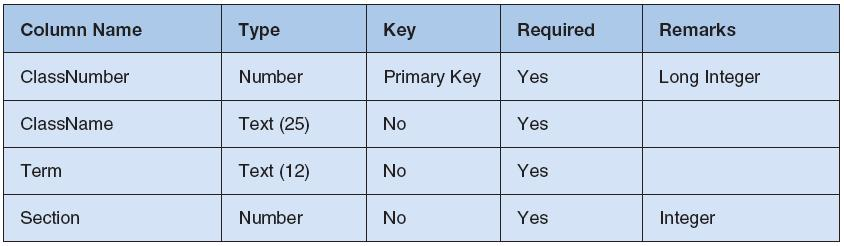 Column Name Type Key Required Remarks
ClassNumber Number Primary Key Yes Long Integer
ClassName Text (25) No Yes
Term Text (12) No Yes
Section Number No Yes Integer